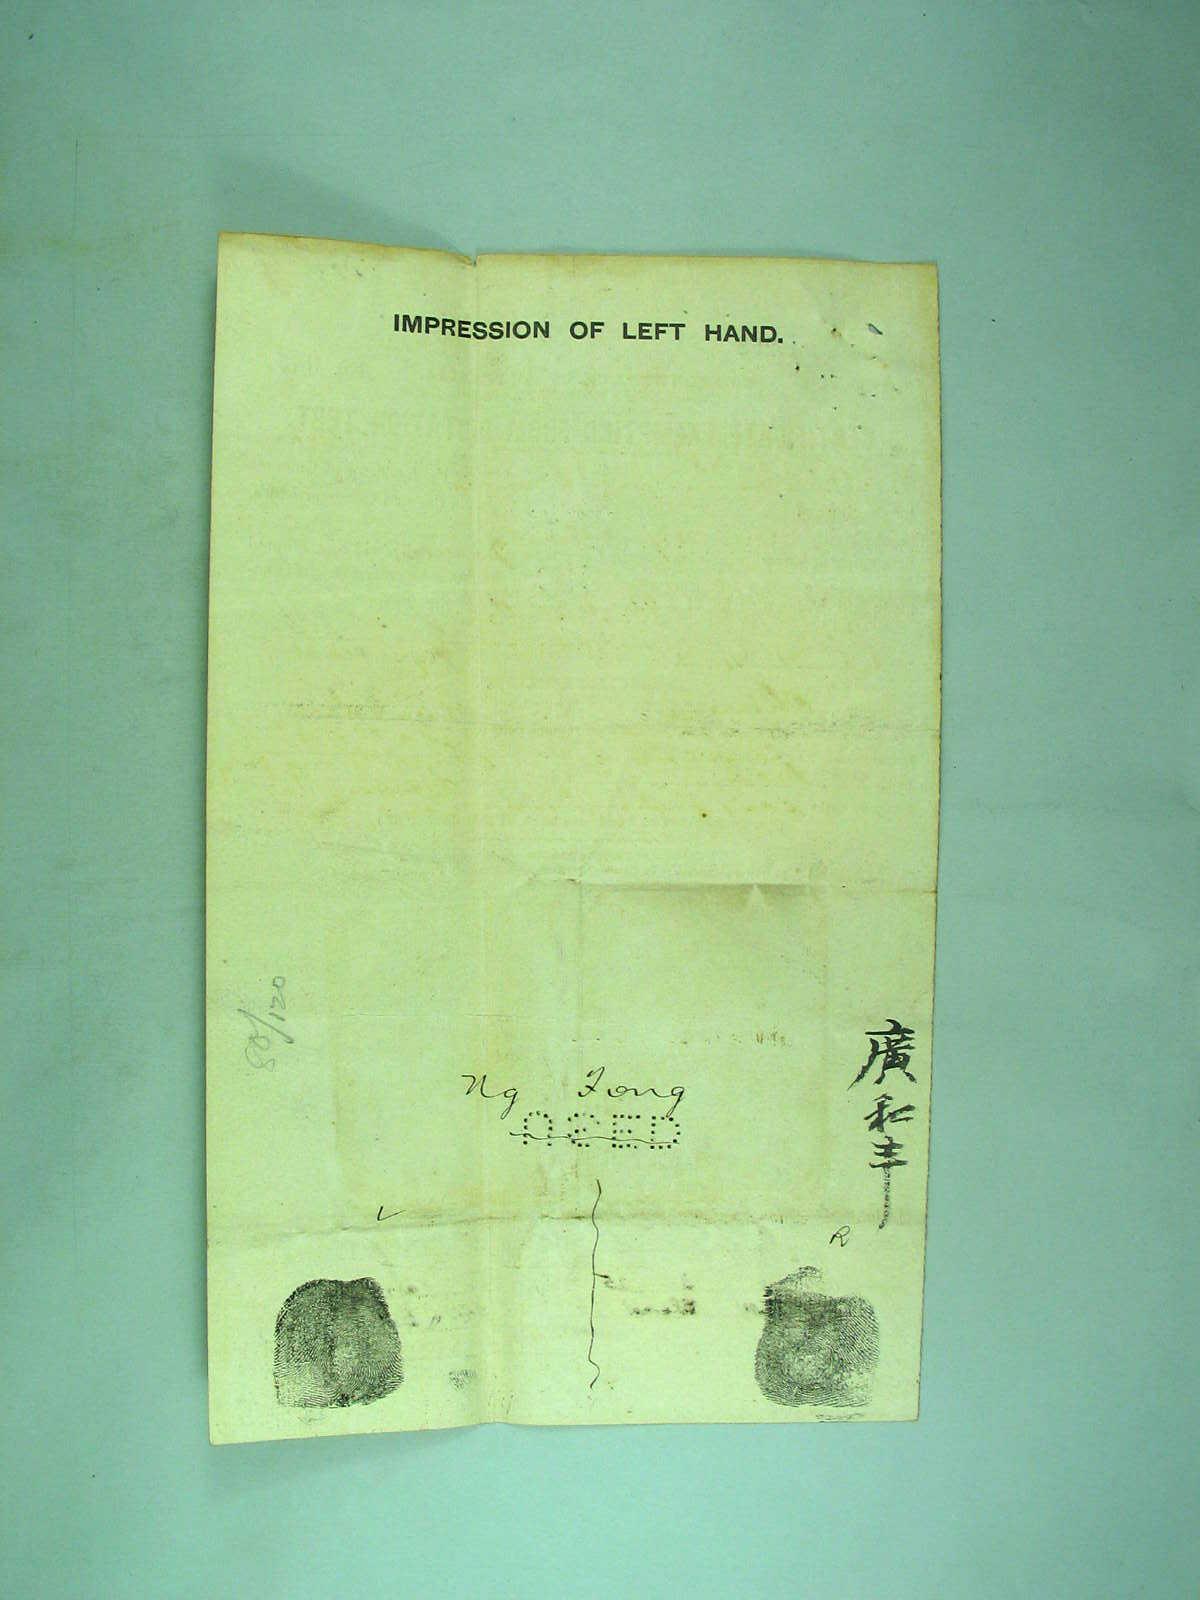 IMPRESSION OF LEFT HAND.
80/120
Ng Fong
USED
廣和丰
L
R